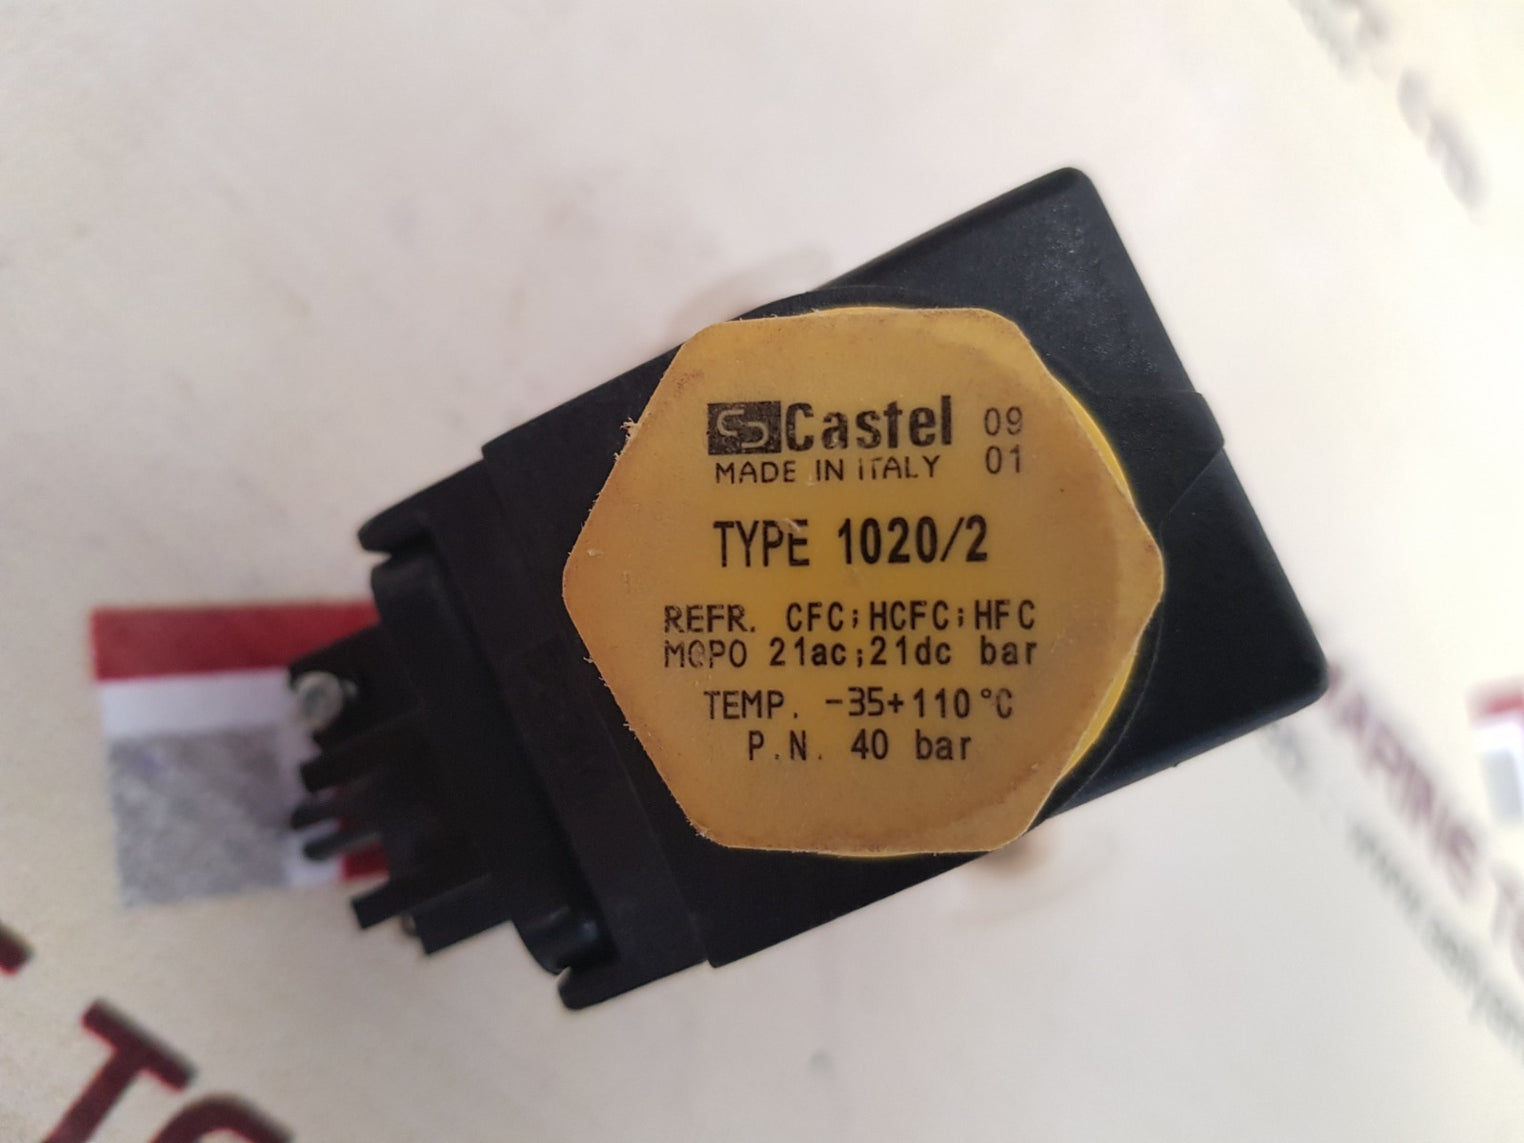 Castel 09
MADE IN ITALY 01
TYPE 1020/2
REFR. CFC;HCFC;HFC
MOPD 21ac;21dc bar
TEMP. -35+110°C
P.N. 40 bar